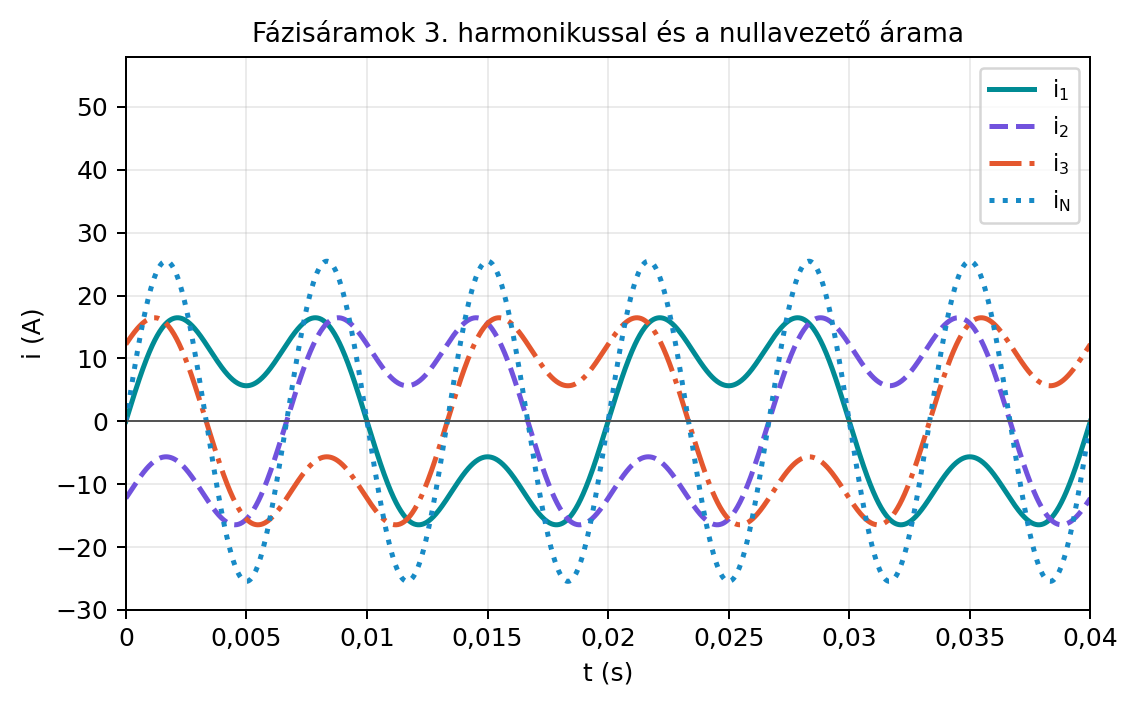 Fázisáramok 3. harmonikussal és a nullavezető árama
i (A)
50
40
30
20
10
0
−10
−20
−30
0 0,005 0,01 0,015 0,02 0,025 0,03 0,035 0,04
t (s)
i₁
i₂
i₃
i_N